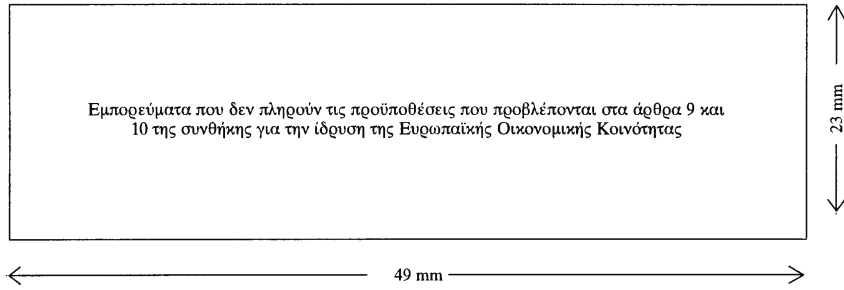 Εμπορεύματα που δεν πληρούν τις προϋποθέσεις που προβλέπονται στα άρθρα 9 και
10 της συνθήκης για την ίδρυση της Ευρωπαϊκής Οικονομικής Κοινότητας
23 mm
49 mm